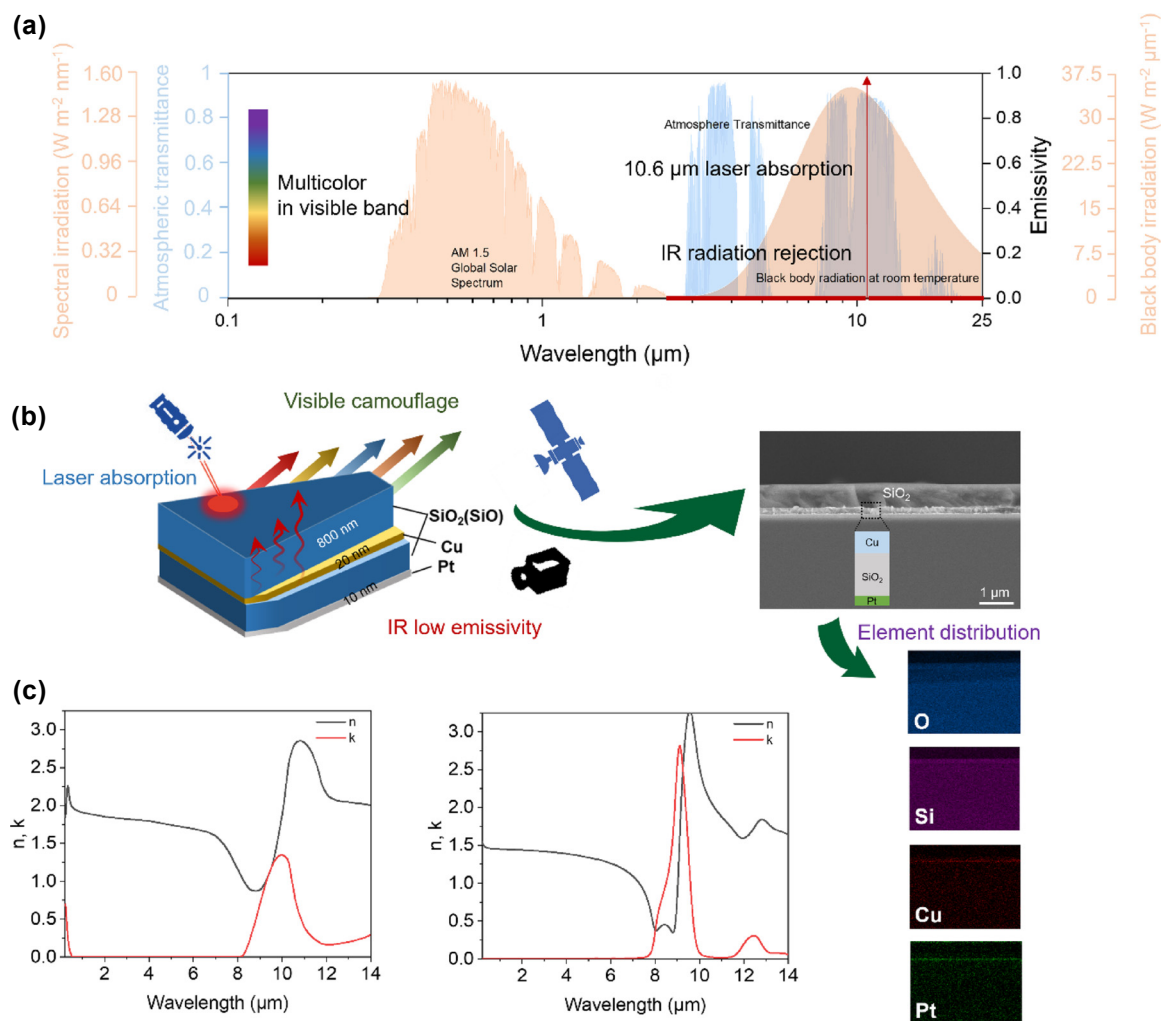 (a)
Spectral irradiation (W m⁻² nm⁻¹)
1.60
1.28
0.96
0.64
0.32
0
Atmospheric transmittance
1
0.8
0.6
0.4
0.2
0
Multicolor
in visible band
AM 1.5
Global Solar
Spectrum
Atmosphere Transmittance
10.6 μm laser absorption
IR radiation rejection
Black body radiation at room temperature
1.0
0.8
0.6
0.4
0.2
0.0
Emissivity
37.5
30
22.5
15
7.5
0
Black body irradiation (W m⁻² μm⁻¹)
0.1
1
10
25
Wavelength (μm)
(b)
Visible camouflage
Laser absorption
800 nm
20 nm
10 nm
SiO₂(SiO)
Cu
Pt
IR low emissivity
SiO₂
Cu
SiO₂
Pt
1 μm
Element distribution
O
Si
Cu
Pt
(c)
n, k
3.0
2.5
2.0
1.5
1.0
0.5
0.0
n
k
2 4 6 8 10 12 14
Wavelength (μm)
n, k
3.0
2.5
2.0
1.5
1.0
0.5
0.0
n
k
2 4 6 8 10 12 14
Wavelength (μm)